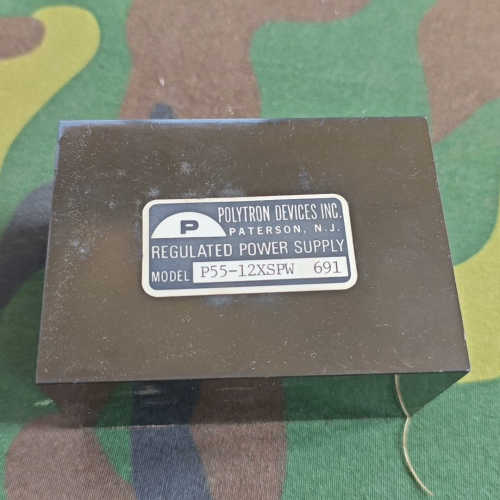 P
POLYTRON DEVICES INC.
PATERSON, N.J.
REGULATED POWER SUPPLY
MODEL P55-12XSPW 691